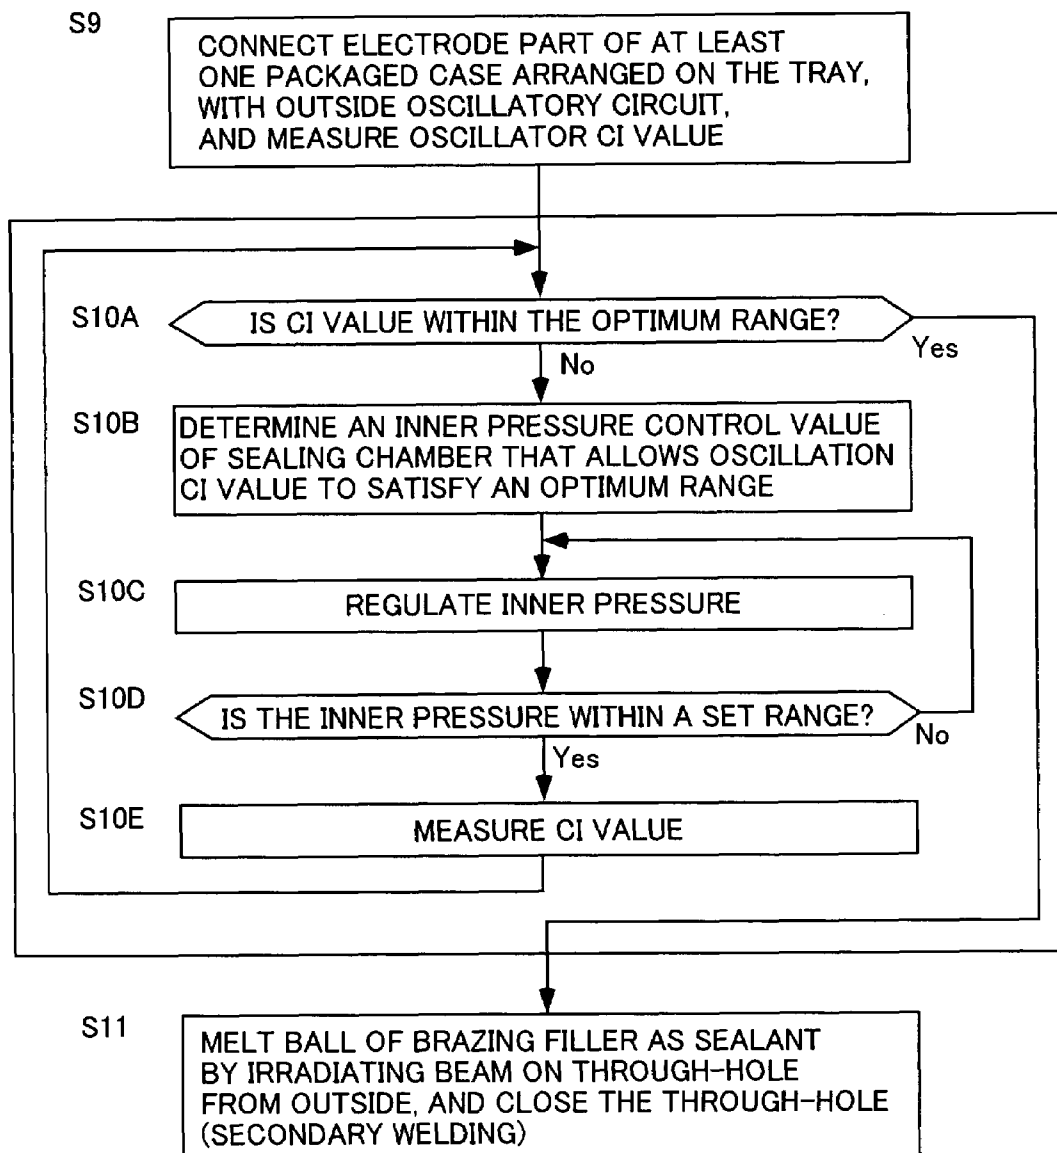 S9
CONNECT ELECTRODE PART OF AT LEAST
ONE PACKAGED CASE ARRANGED ON THE TRAY,
WITH OUTSIDE OSCILLATORY CIRCUIT,
AND MEASURE OSCILLATOR CI VALUE
S10A
IS CI VALUE WITHIN THE OPTIMUM RANGE?
Yes
No
S10B
DETERMINE AN INNER PRESSURE CONTROL VALUE
OF SEALING CHAMBER THAT ALLOWS OSCILLATION
CI VALUE TO SATISFY AN OPTIMUM RANGE
S10C
REGULATE INNER PRESSURE
S10D
IS THE INNER PRESSURE WITHIN A SET RANGE?
No
Yes
S10E
MEASURE CI VALUE
S11
MELT BALL OF BRAZING FILLER AS SEALANT
BY IRRADIATING BEAM ON THROUGH-HOLE
FROM OUTSIDE, AND CLOSE THE THROUGH-HOLE
(SECONDARY WELDING)